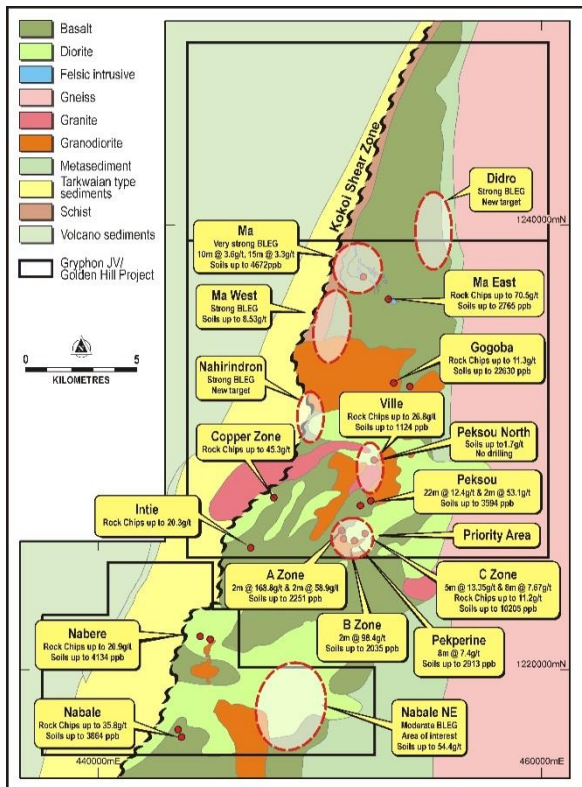 Basalt
Diorite
Felsic intrusive
Gneiss
Granite
Granodiorite
Metasediment
Tarkwaian type
sediments
Schist
Volcano sediments
Gryphon JV/
Golden Hill Project
0
5
KILOMETRES
Kokol Shear Zone
Didro
Strong BLEG
New target
1240000mN
Ma
Very strong BLEG
10m @ 3.6g/t, 15m @ 3.3g/t
Soils up to 4672ppb
Ma East
Rock Chips up to 70.5g/t
Soils up to 2765 ppb
Ma West
Strong BLEG
Soils up to 8.53g/t
Gogoba
Rock Chips up to 11.3g/t
Soils up to 22630 ppb
Nahirindron
Strong BLEG
New target
Ville
Rock Chips up to 26.8g/t
Soils up to 1124 ppb
Copper Zone
Rock Chips up to 45.3g/t
Peksou North
Soils up to1.7g/t
No drilling
Peksou
22m @ 12.4g/t & 2m @ 53.1g/t
Soils up to 3594 ppb
Intie
Rock Chips up to 20.3g/t
Priority Area
A Zone
2m @ 168.8g/t & 2m @ 58.9g/t
Soils up to 2251 ppb
C Zone
5m @ 13.35g/t & 8m @ 7.67g/t
Rock Chips up to 11.2g/t
Soils up to 10205 ppb
B Zone
2m @ 98.4g/t
Soils up to 2035 ppb
Pekperine
8m @ 7.4g/t
Soils up to 2913 ppb
Nabere
Rock Chips up to 26.9g/t
Soils up to 4134 ppb
1220000mN
Nabale
Rock Chips up to 35.8g/t
Soils up to 3864 ppb
Nabale NE
Moderate BLEG
Area of interest
Soils up to 54.4g/t
440000mE
460000mE